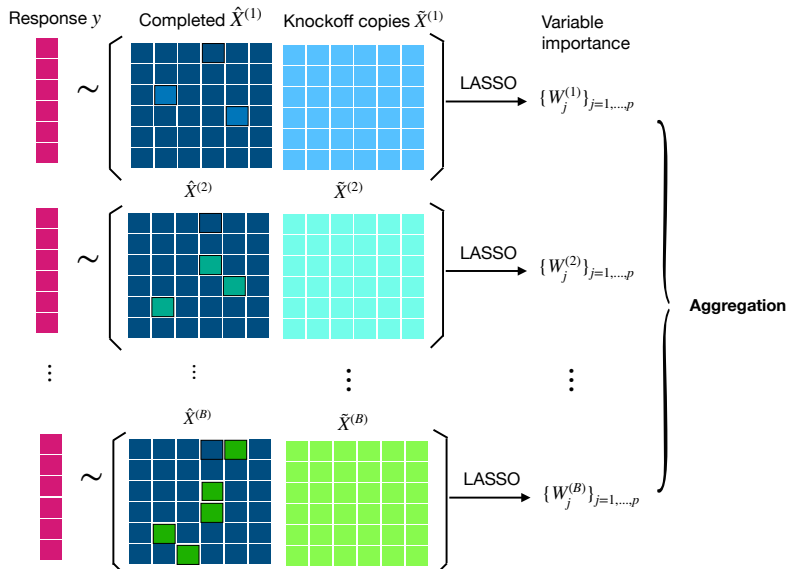 Response y
Completed X̂⁽¹⁾
Knockoff copies X̃⁽¹⁾
Variable
importance
~
LASSO
{W_j⁽¹⁾}_{j=1,...,p}
X̂⁽²⁾
X̃⁽²⁾
~
LASSO
{W_j⁽²⁾}_{j=1,...,p}
Aggregation
⋮
⋮
⋮
⋮
X̂⁽ᴮ⁾
X̃⁽ᴮ⁾
~
LASSO
{W_j⁽ᴮ⁾}_{j=1,...,p}